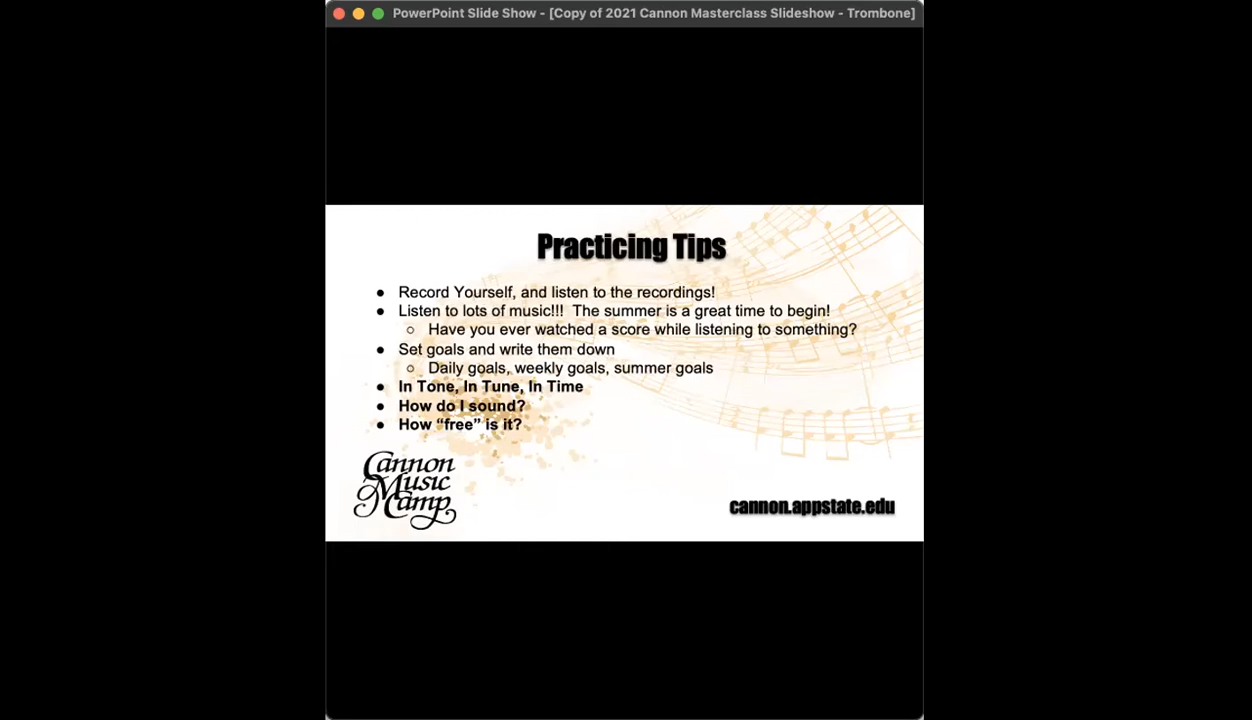 PowerPoint Slide Show - [Copy of 2021 Cannon Masterclass Slideshow - Trombone]
Practicing Tips
● Record Yourself, and listen to the recordings!
● Listen to lots of music!!! The summer is a great time to begin!
○ Have you ever watched a score while listening to something?
● Set goals and write them down
○ Daily goals, weekly goals, summer goals
● In Tone, In Tune, In Time
● How do I sound?
● How “free” is it?
Cannon
Music
Camp
cannon.appstate.edu